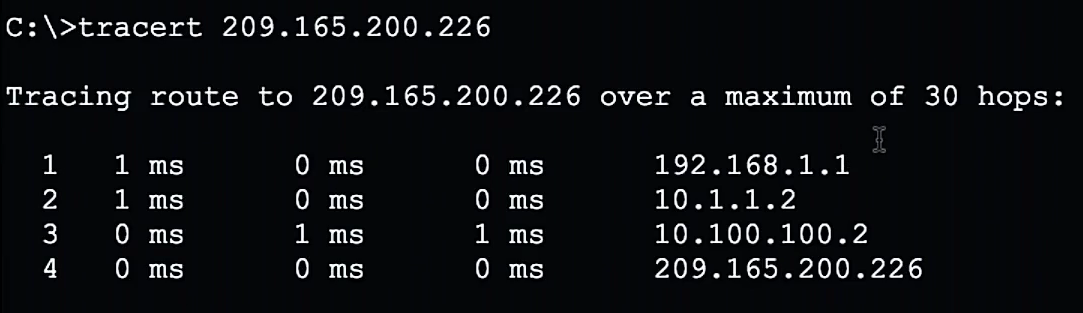 C:\>tracert 209.165.200.226
Tracing route to 209.165.200.226 over a maximum of 30 hops:
1 1 ms 0 ms 0 ms 192.168.1.1
2 1 ms 0 ms 0 ms 10.1.1.2
3 0 ms 1 ms 1 ms 10.100.100.2
4 0 ms 0 ms 0 ms 209.165.200.226